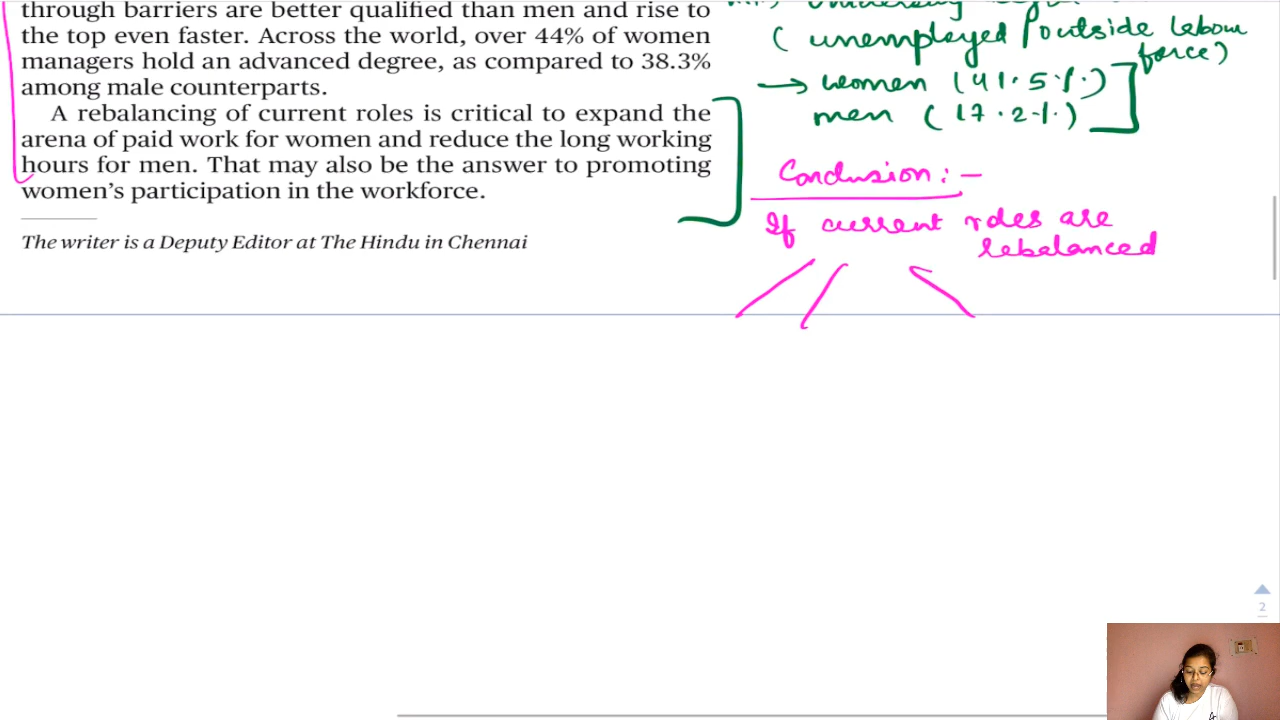 through barriers are better qualified than men and rise to
the top even faster. Across the world, over 44% of women
managers hold an advanced degree, as compared to 38.3%
among male counterparts.
A rebalancing of current roles is critical to expand the
arena of paid work for women and reduce the long working
hours for men. That may also be the answer to promoting
women's participation in the workforce.
The writer is a Deputy Editor at The Hindu in Chennai
(unemployed / outside labour
force)
→ women (41.5%)
men (17.2%)
Conclusion :-
If current roles are
rebalanced
2